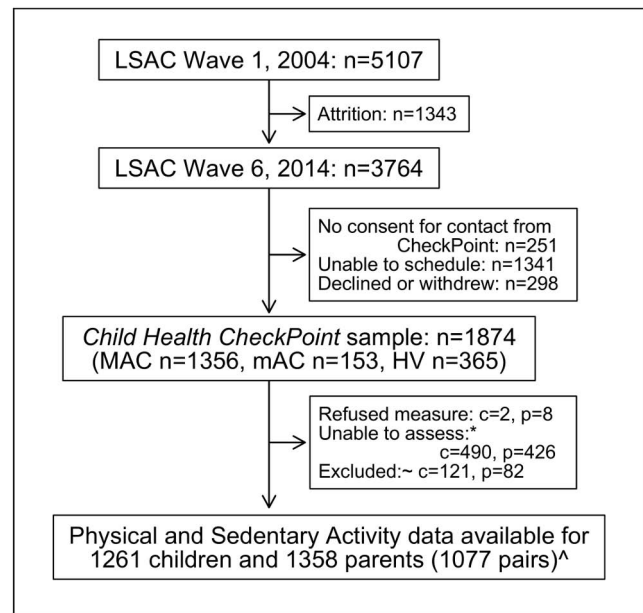 LSAC Wave 1, 2004: n=5107
Attrition: n=1343
LSAC Wave 6, 2014: n=3764
No consent for contact from
CheckPoint: n=251
Unable to schedule: n=1341
Declined or withdrew: n=298
Child Health CheckPoint sample: n=1874
(MAC n=1356, mAC n=153, HV n=365)
Refused measure: c=2, p=8
Unable to assess:*
c=490, p=426
Excluded:~ c=121, p=82
Physical and Sedentary Activity data available for
1261 children and 1358 parents (1077 pairs)^